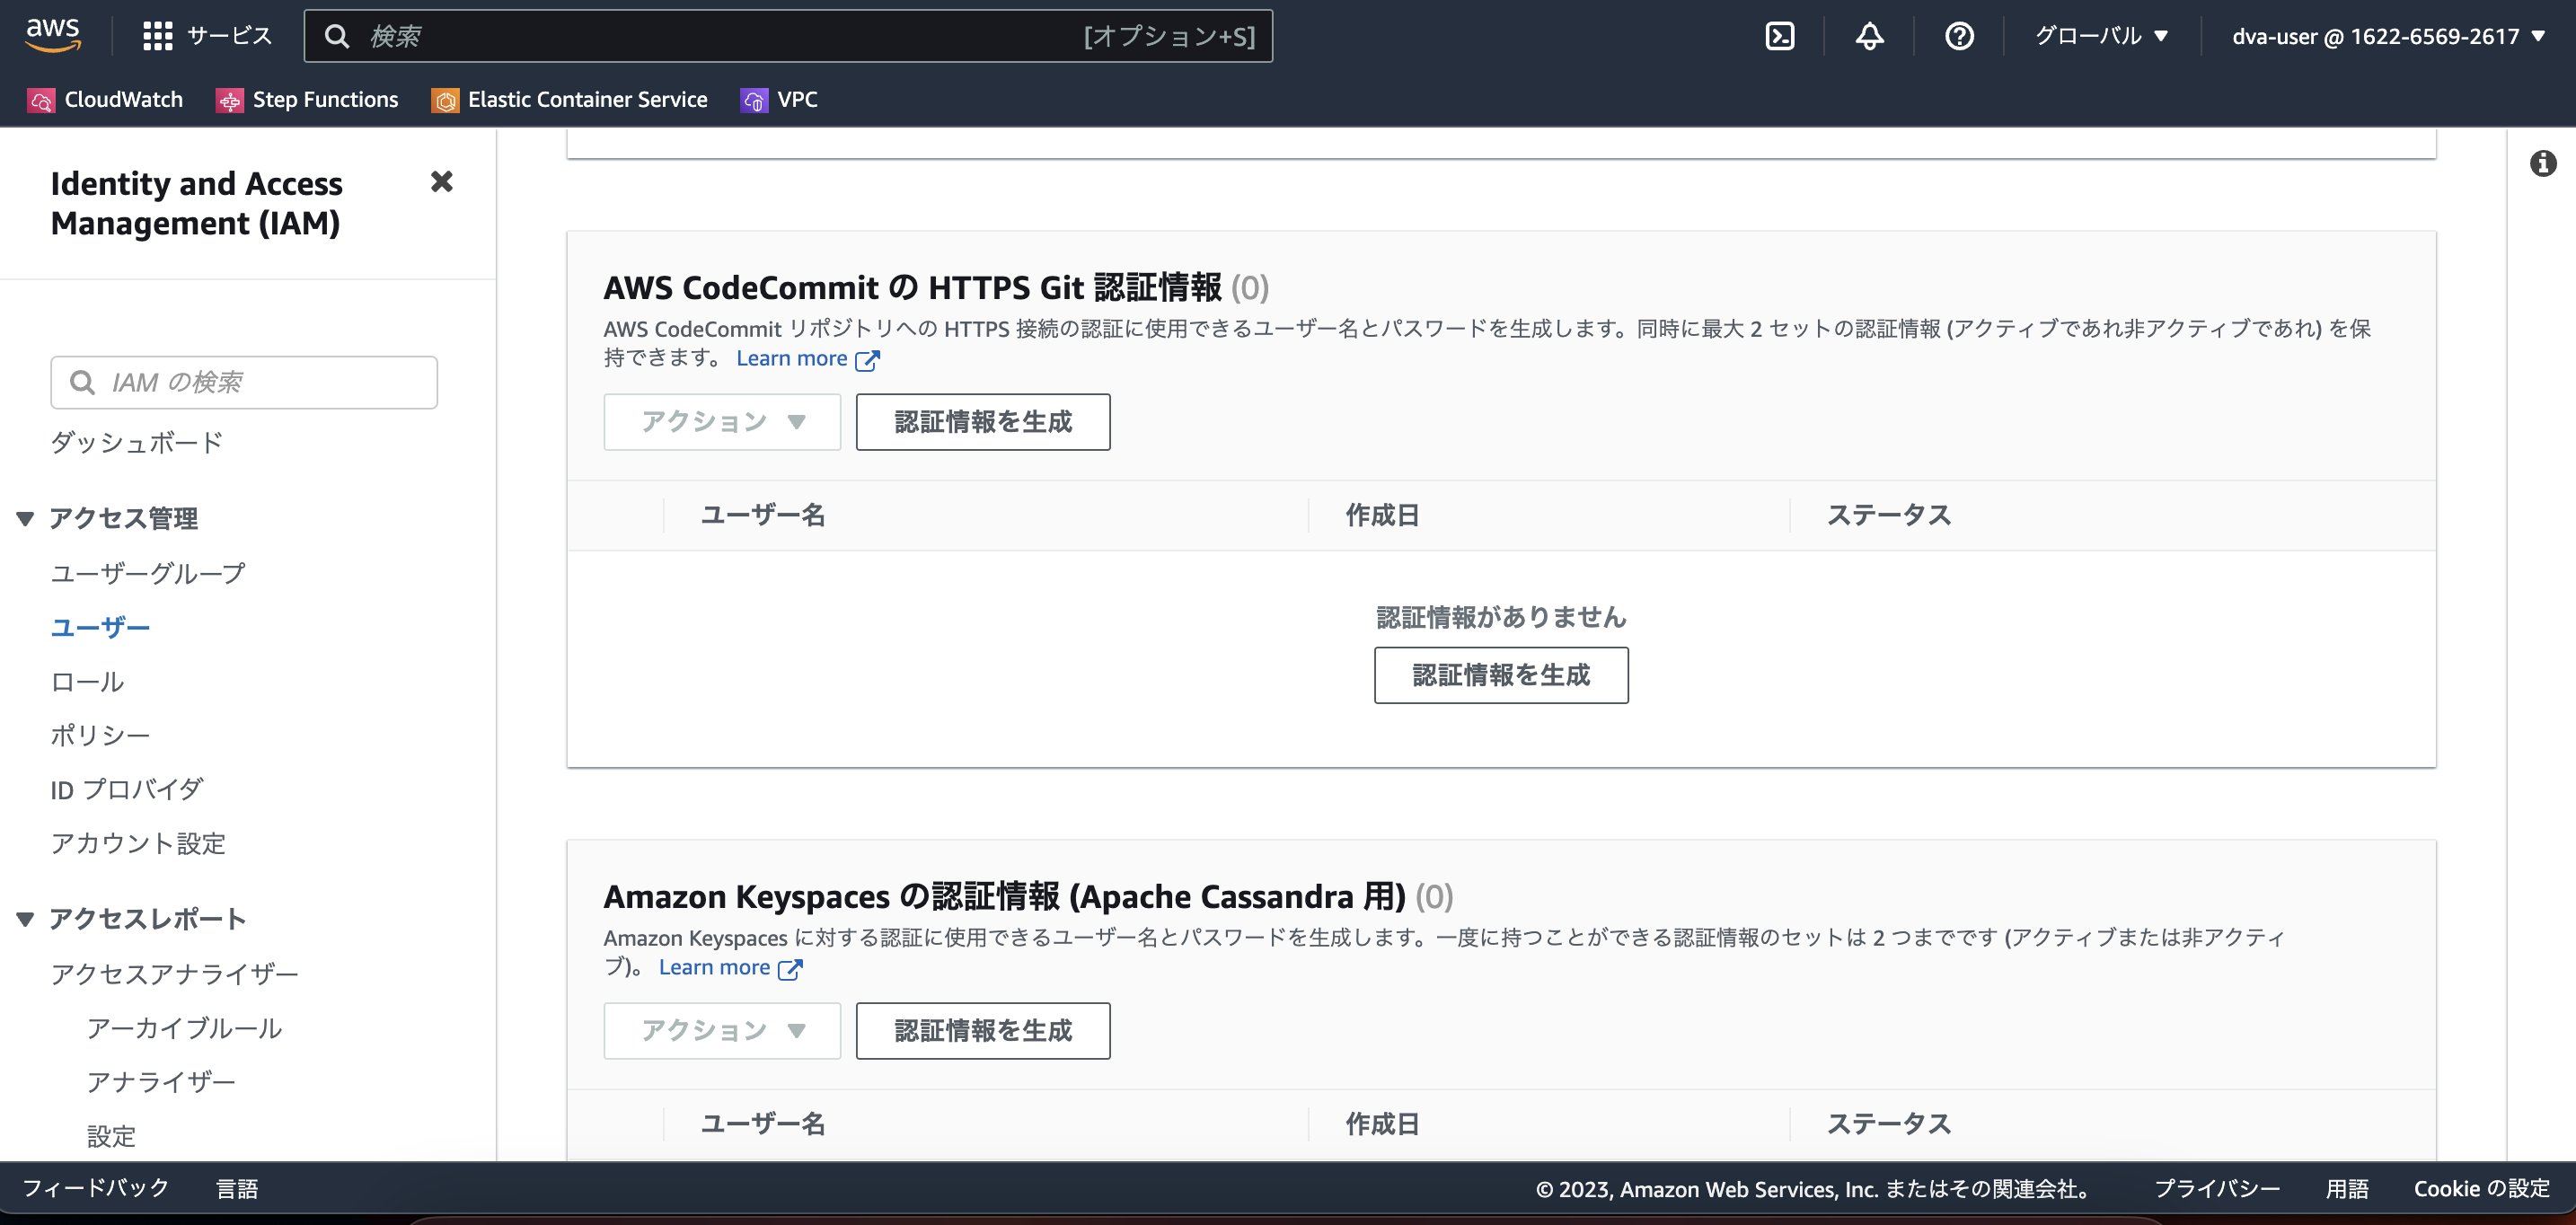 aws
サービス
検索
[オプション+S]
グローバル ▼
dva-user @ 1622-6569-2617 ▼
CloudWatch
Step Functions
Elastic Container Service
VPC
Identity and Access
Management (IAM)
IAM の検索
ダッシュボード
アクセス管理
ユーザーグループ
ユーザー
ロール
ポリシー
ID プロバイダ
アカウント設定
アクセスレポート
アクセスアナライザー
アーカイブルール
アナライザー
設定
AWS CodeCommit の HTTPS Git 認証情報 (0)
AWS CodeCommit リポジトリへの HTTPS 接続の認証に使用できるユーザー名とパスワードを生成します。同時に最大 2 セットの認証情報 (アクティブであれ非アクティブであれ) を保
持できます。 Learn more
アクション ▼
認証情報を生成
ユーザー名
作成日
ステータス
認証情報がありません
認証情報を生成
Amazon Keyspaces の認証情報 (Apache Cassandra 用) (0)
Amazon Keyspaces に対する認証に使用できるユーザー名とパスワードを生成します。一度に持つことができる認証情報のセットは 2 つまでです (アクティブまたは非アクティ
ブ)。 Learn more
アクション ▼
認証情報を生成
ユーザー名
作成日
ステータス
フィードバック
言語
© 2023, Amazon Web Services, Inc. またはその関連会社。
プライバシー
用語
Cookie の設定